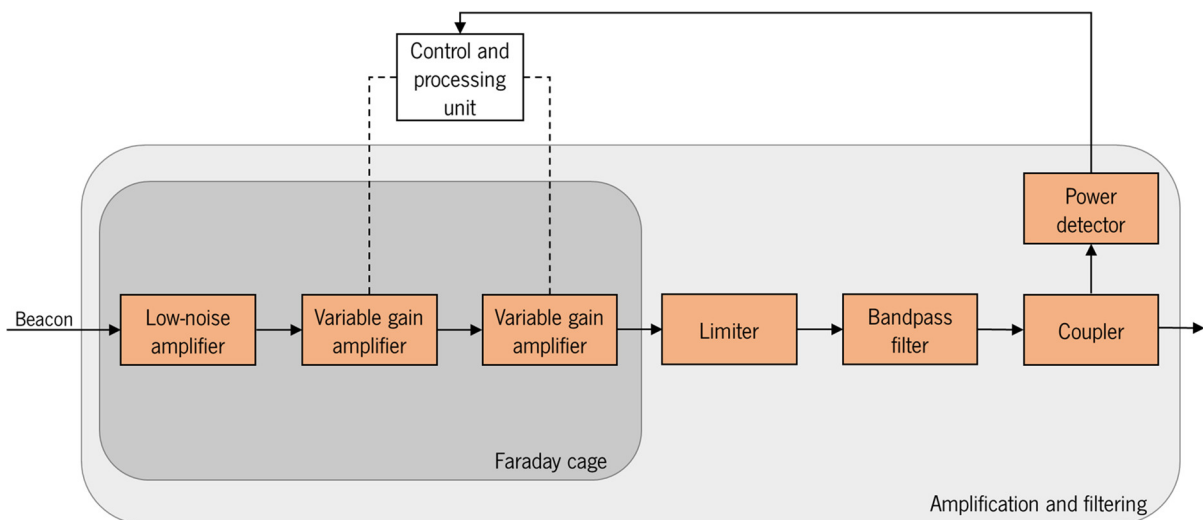 Control and
processing
unit
Power
detector
Beacon
Low-noise
amplifier
Variable gain
amplifier
Variable gain
amplifier
Limiter
Bandpass
filter
Coupler
Faraday cage
Amplification and filtering